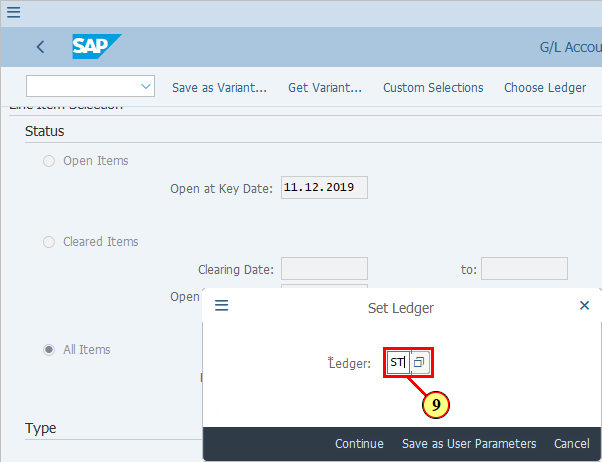 SAP
G/L Accou
Save as Variant... Get Variant... Custom Selections Choose Ledger
Line Item Selection
Status
Open Items
Open at Key Date: 11.12.2019
Cleared Items
Clearing Date: to:
Open
Set Ledger
All Items
*Ledger: ST
9
Type
Continue Save as User Parameters Cancel